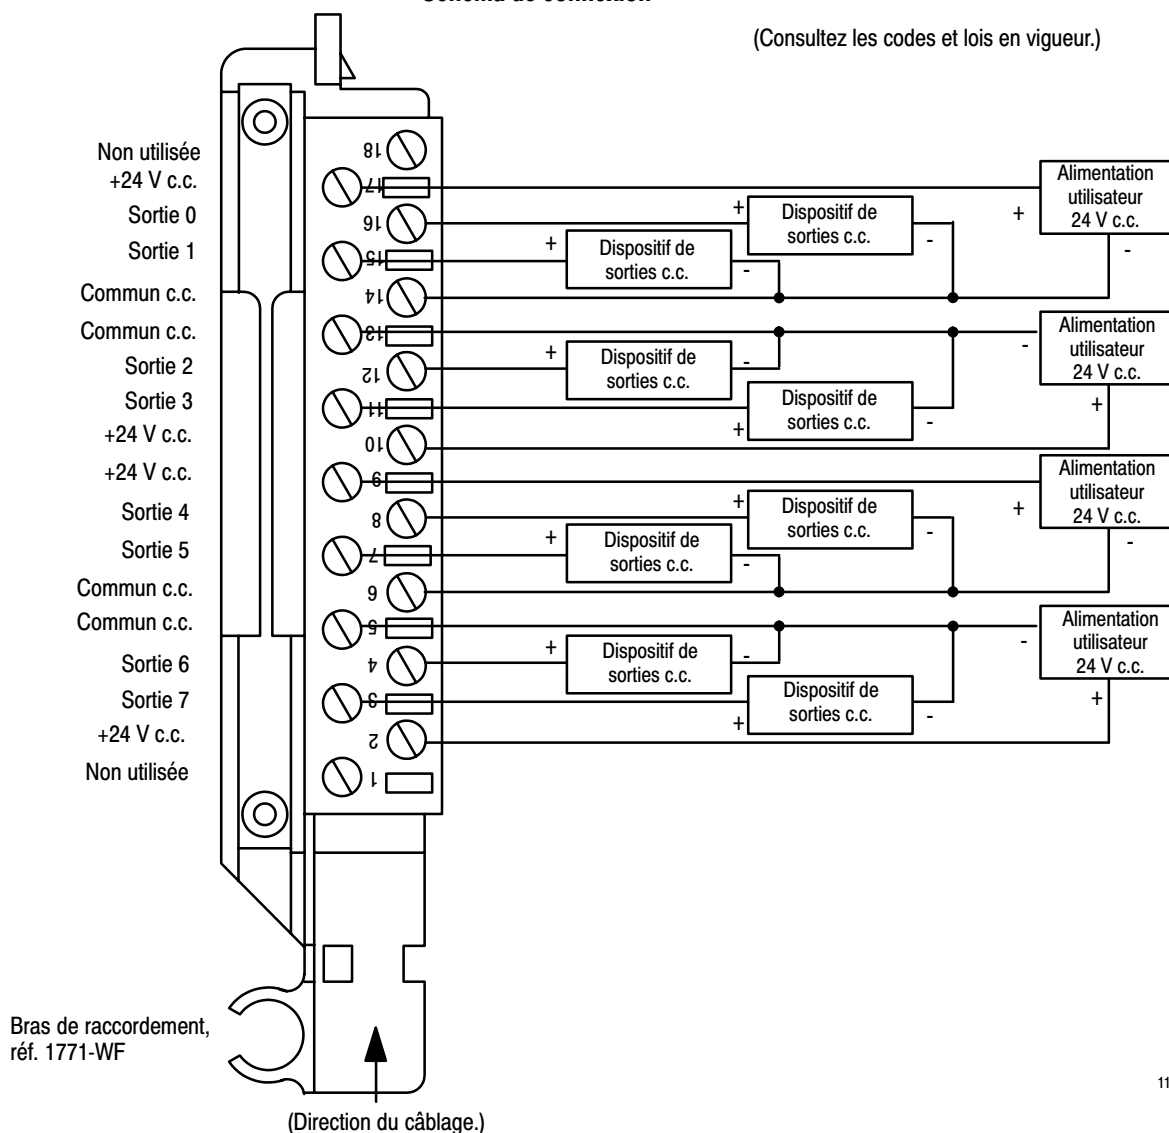 Schéma de connexion
(Consultez les codes et lois en vigueur.)
Non utilisée
+24 V c.c.
Sortie 0
Sortie 1
Commun c.c.
Commun c.c.
Sortie 2
Sortie 3
+24 V c.c.
+24 V c.c.
Sortie 4
Sortie 5
Commun c.c.
Commun c.c.
Sortie 6
Sortie 7
+24 V c.c.
Non utilisée
18
17
16
15
14
13
12
11
10
9
8
7
6
5
4
3
2
1
+ Dispositif de
sorties c.c. -
+ Dispositif de
sorties c.c. -
Alimentation
utilisateur
+ 24 V c.c.
-
+ Dispositif de
sorties c.c. -
Dispositif de
+ sorties c.c. -
Alimentation
- utilisateur
24 V c.c.
+
+ Dispositif de
sorties c.c. -
+ Dispositif de
sorties c.c. -
Alimentation
utilisateur
+ 24 V c.c.
-
+ Dispositif de
sorties c.c. -
Dispositif de
+ sorties c.c. -
Alimentation
- utilisateur
24 V c.c.
+
Bras de raccordement,
réf. 1771-WF
(Direction du câblage.)
11